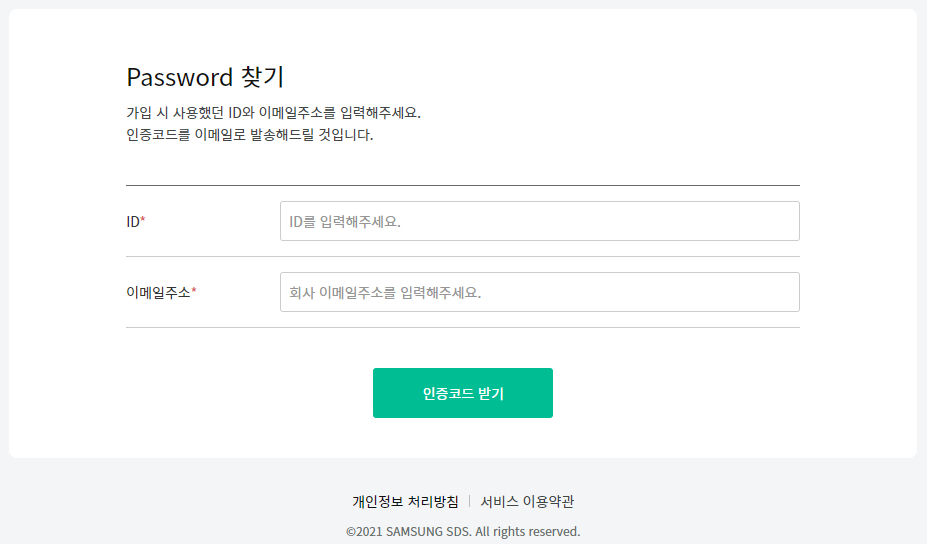 Password 찾기
가입 시 사용했던 ID와 이메일주소를 입력해주세요.
인증코드를 이메일로 발송해드릴 것입니다.
ID* ID를 입력해주세요.
이메일주소* 회사 이메일주소를 입력해주세요.
인증코드 받기
개인정보 처리방침 | 서비스 이용약관
©2021 SAMSUNG SDS. All rights reserved.